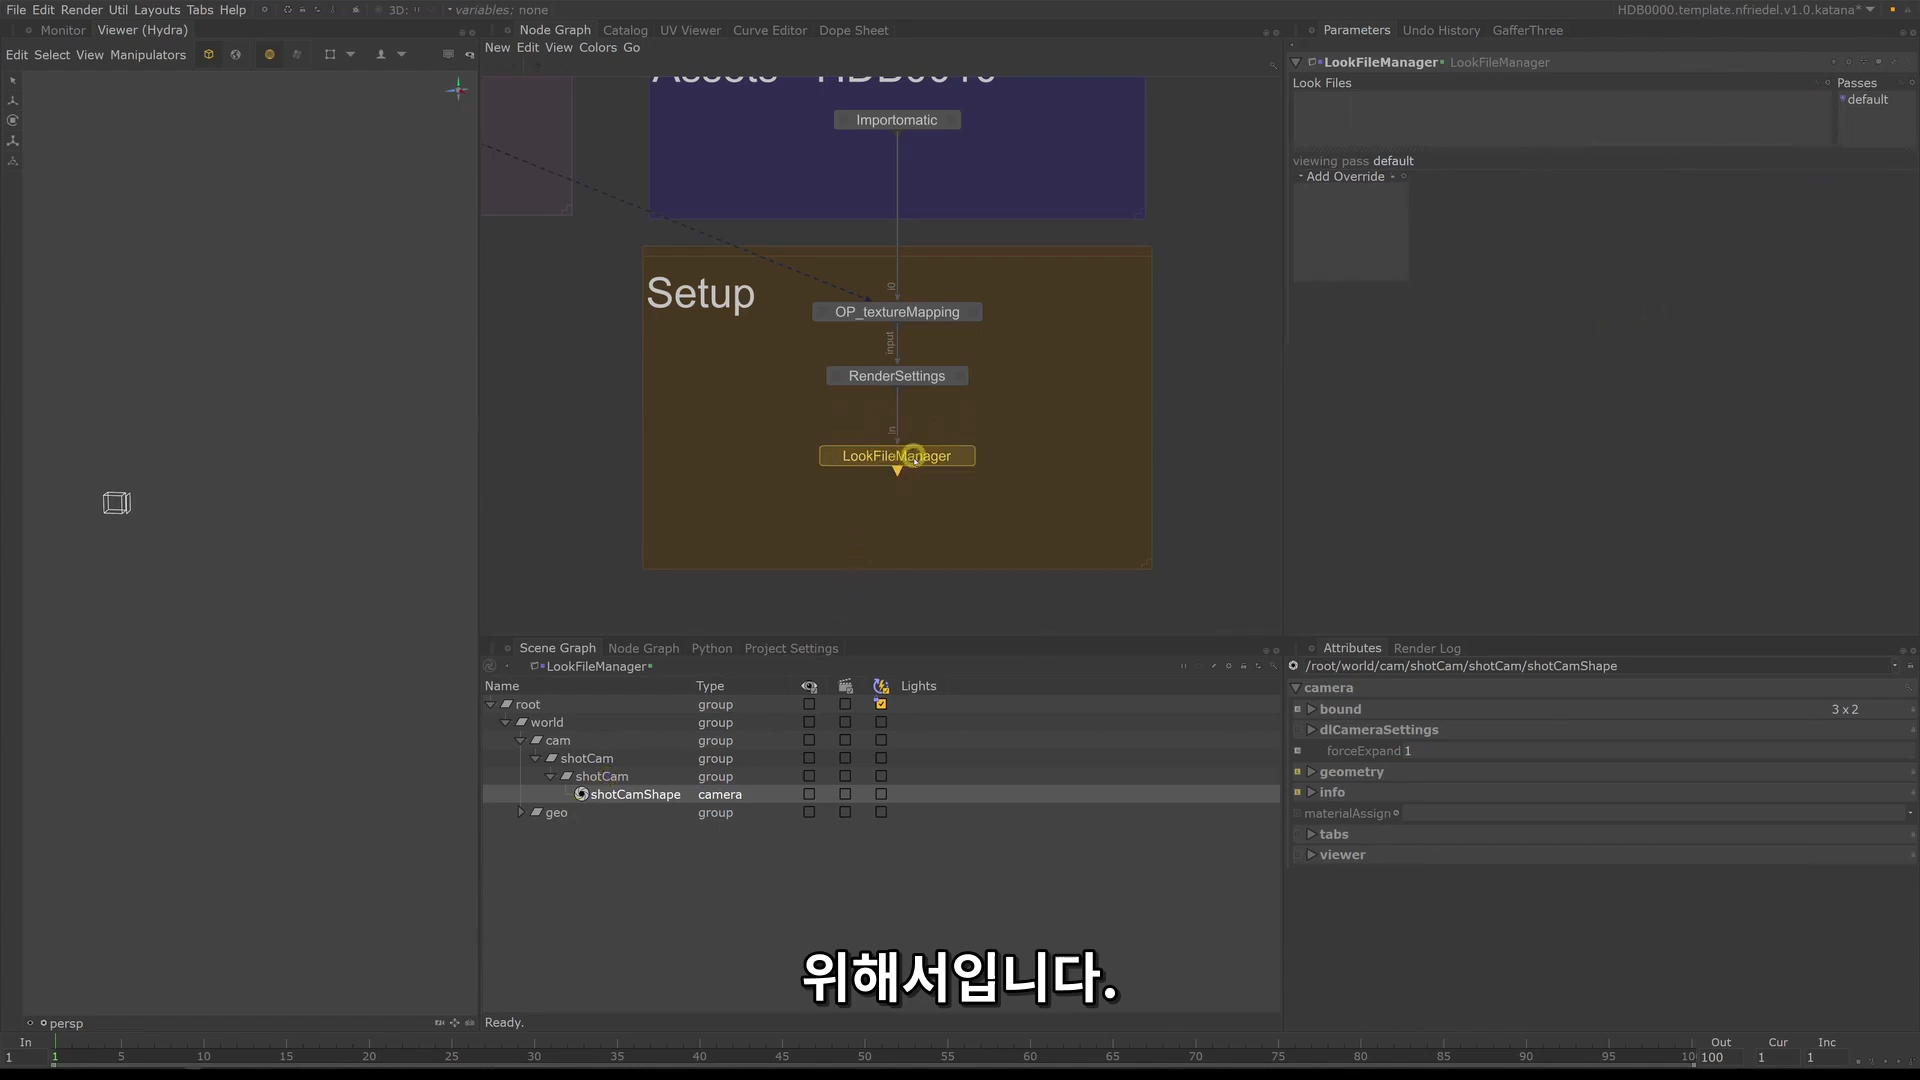 File Edit Render Util Layouts Tabs Help 3D: variables: none HDB0000.template.nfriedel.v1.0.katana*
Monitor Viewer (Hydra)
Edit Select View Manipulators
persp
Node Graph Catalog UV Viewer Curve Editor Dope Sheet
New Edit View Colors Go
Assets - HDB0010
Importomatic
Setup
i0
OP_textureMapping
input
RenderSettings
in
LookFileManager
Parameters Undo History GafferThree
LookFileManager LookFileManager
Look Files Passes
default
viewing pass default
Add Override
Scene Graph Node Graph Python Project Settings
LookFileManager
Name Type Lights
root group
world group
cam group
shotCam group
shotCam group
shotCamShape camera
geo group
Ready.
Attributes Render Log
/root/world/cam/shotCam/shotCam/shotCamShape
camera
bound 3 x 2
dlCameraSettings
forceExpand 1
geometry
info
materialAssign
tabs
viewer
위해서입니다.
In Out Cur Inc
1 1 5 10 15 20 25 30 35 40 45 50 55 60 65 70 75 80 85 90 95 10 100 1 1